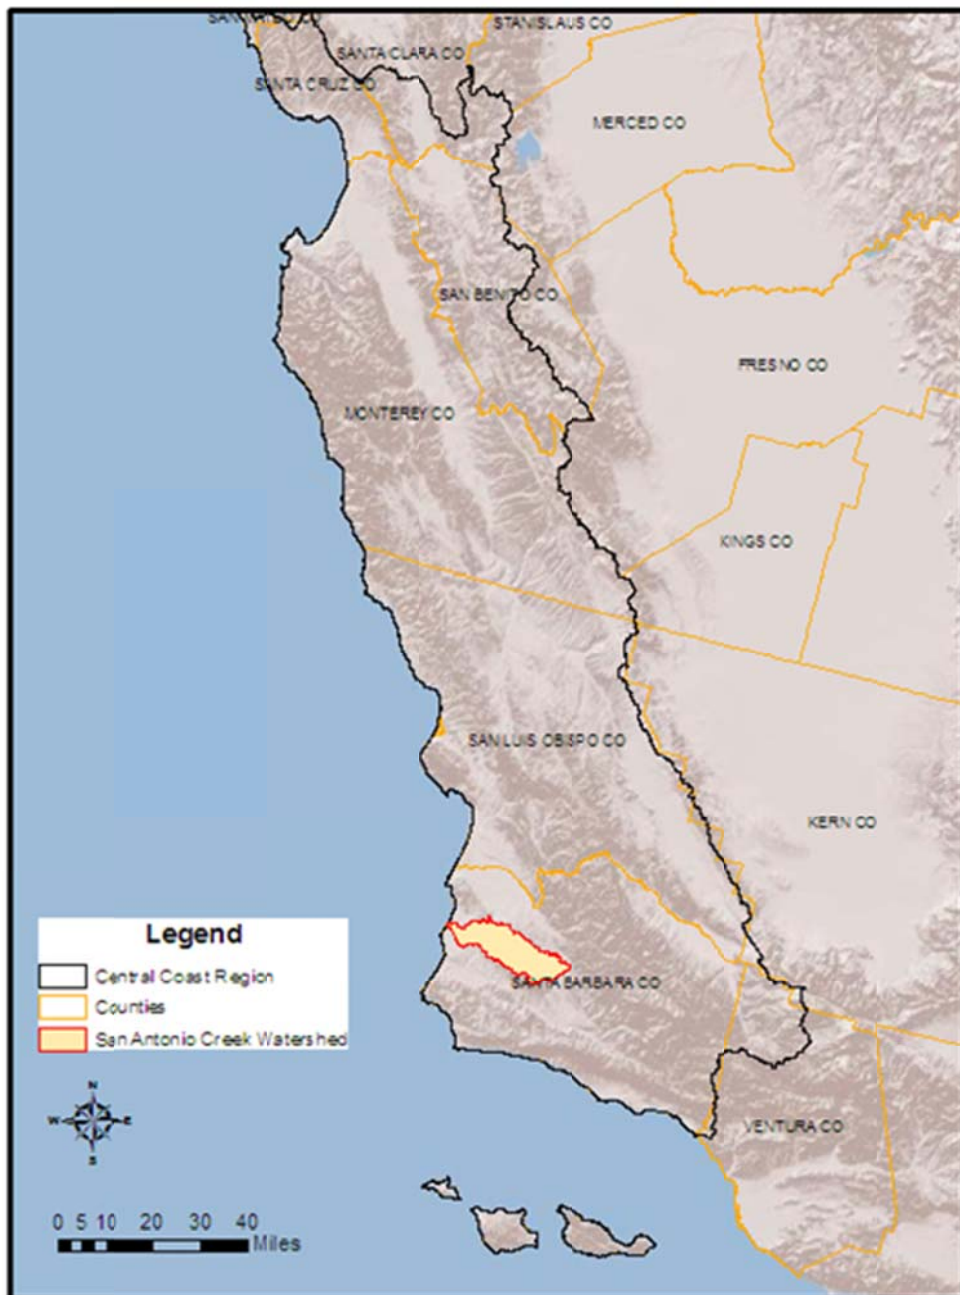 STANISLAUS CO
SANTA CLARA CO
SANTA CRUZ CO
MERCED CO
SAN BENITO CO
FRESNO CO
MONTEREY CO
KINGS CO
SAN LUIS OBISPO CO
KERN CO
SANTA BARBARA CO
VENTURA CO
Legend
Central Coast Region
Counties
San Antonio Creek Watershed
N
W E
S
0 5 10 20 30 40
Miles